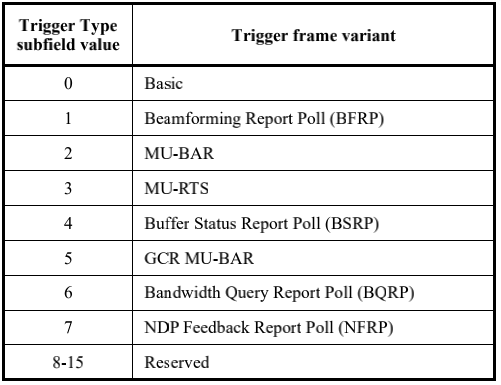 Trigger Type
subfield value
Trigger frame variant
0 Basic
1 Beamforming Report Poll (BFRP)
2 MU-BAR
3 MU-RTS
4 Buffer Status Report Poll (BSRP)
5 GCR MU-BAR
6 Bandwidth Query Report Poll (BQRP)
7 NDP Feedback Report Poll (NFRP)
8-15 Reserved